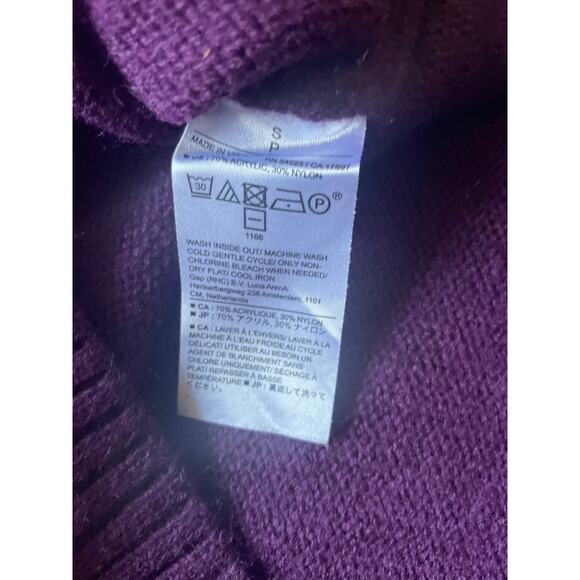 S
P
MADE IN RN 54023 / CA 17897
■ US : 70% ACRYLIC, 30% NYLON
30 P ®
1166
WASH INSIDE OUT/ MACHINE WASH
COLD GENTLE CYCLE/ ONLY NON-
CHLORINE BLEACH WHEN NEEDED/
DRY FLAT/ COOL IRON
Gap (RHC) B.V. Luna ArenA
Herikerbergweg 238 Amsterdam, 1101
CM, Netherlands
■ CA : 70% ACRYLIQUE, 30% NYLON
■ JP : 70% アクリル, 30% ナイロン
■ CA : LAVER À L'ENVERS/ LAVER À LA
MACHINE À L'EAU FROIDE AU CYCLE
DÉLICAT/ UTILISER AU BESOIN UN
AGENT DE BLANCHIMENT SANS
CHLORE UNIQUEMENT/ SÉCHAGE À
PLAT/ REPASSER À BASSE
TEMPÉRATURE ■ JP : 裏返して洗って
ください。